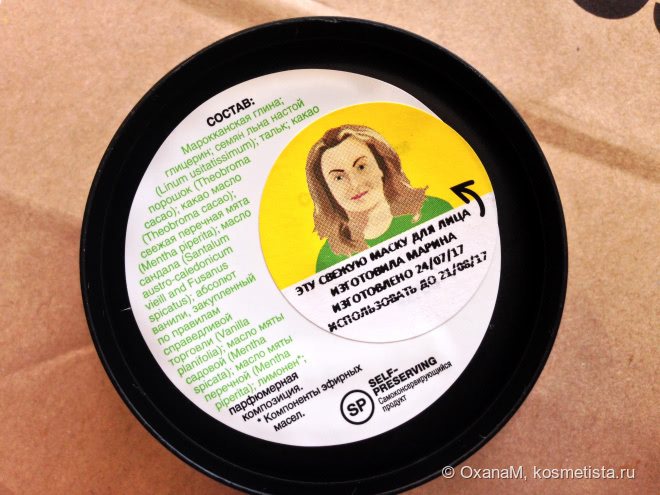 СОСТАВ:
Марокканская глина;
глицерин; семян льна настой
(Linum usitatissimum); тальк; какао
порошок (Theobroma
cacao); какао масло
(Theobroma cacao);
свежая перечная мята
(Mentha piperita); масло
сандала (Santalum
austro-caledonicum
vieill and Fusanus
spicatus); аболют
ванили, закупленный
по правилам
справедливой
торговли (Vanilla
planifolia); масло мяты
садовой (Mentha
spicata); масло мяты
перечной (Mentha
piperita); лимонен*;
парфюмерная
композиция.
* Компоненты эфирных
масел.
ЭТУ СВЕЖУЮ МАСКУ ДЛЯ ЛИЦА
ИЗГОТОВИЛА МАРИНА
ИЗГОТОВЛЕНО 24/07/17
ИСПОЛЬЗОВАТЬ ДО 21/08/17
SP
SELF-
PRESERVING
Самоконсервирующийся
продукт
© OxanaM, kosmetista.ru